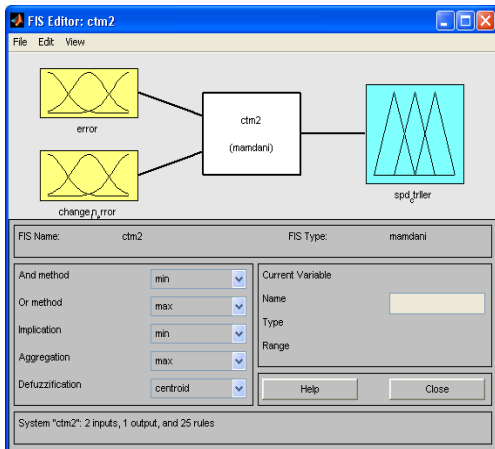 FIS Editor: ctm2
File Edit View
error
ctm2
(mamdani)
change_n_error
spd_ctrller
FIS Name: ctm2 FIS Type: mamdani
And method min
Or method max
Implication min
Aggregation max
Defuzzification centroid
Current Variable
Name
Type
Range
Help Close
System "ctm2": 2 inputs, 1 output, and 25 rules